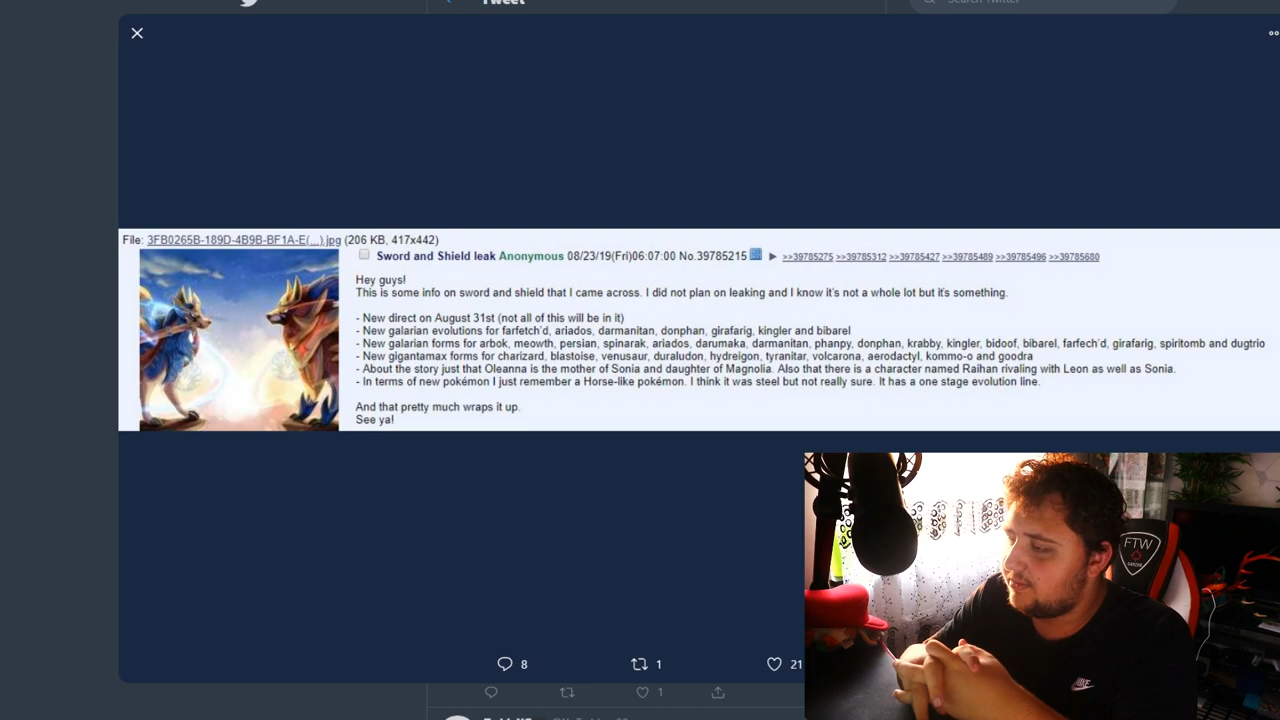 Tweet
Search Twitter
File: 3FB0265B-189D-4B9B-BF1A-E(...).jpg (206 KB, 417x442)
Sword and Shield leak Anonymous 08/23/19(Fri)06:07:00 No.39785215 ▶ >>39785275 >>39785312 >>39785427 >>39785489 >>39785496 >>39785680
Hey guys!
This is some info on sword and shield that I came across. I did not plan on leaking and I know it's not a whole lot but it's something.
- New direct on August 31st (not all of this will be in it)
- New galarian evolutions for farfetch'd, ariados, darmanitan, donphan, girafarig, kingler and bibarel
- New galarian forms for arbok, meowth, persian, spinarak, ariados, darumaka, darmanitan, phanpy, donphan, krabby, kingler, bidoof, bibarel, farfech'd, girafarig, spiritomb and dugtrio
- New gigantamax forms for charizard, blastoise, venusaur, duraludon, hydreigon, tyranitar, volcarona, aerodactyl, kommo-o and goodra
- About the story just that Oleanna is the mother of Sonia and daughter of Magnolia. Also that there is a character named Raihan rivaling with Leon as well as Sonia.
- In terms of new pokémon I just remember a Horse-like pokémon. I think it was steel but not really sure. It has a one stage evolution line.
And that pretty much wraps it up.
See ya!
FTW
NIKE
8 1 21
1